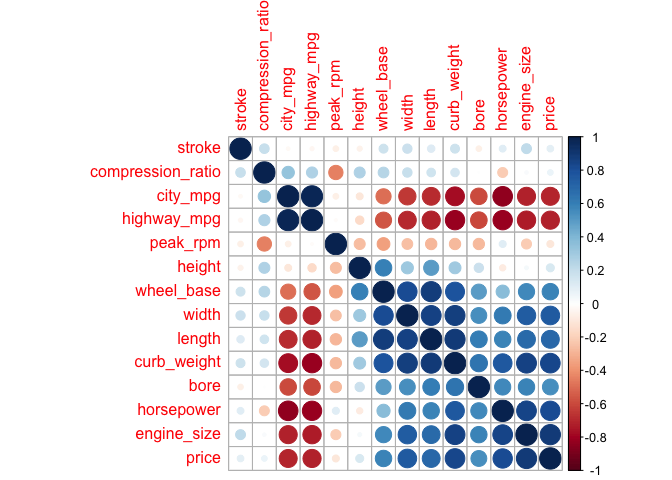 stroke
compression_ratio
city_mpg
highway_mpg
peak_rpm
height
wheel_base
width
length
curb_weight
bore
horsepower
engine_size
price
stroke
compression_ratio
city_mpg
highway_mpg
peak_rpm
height
wheel_base
width
length
curb_weight
bore
horsepower
engine_size
price
1
0.8
0.6
0.4
0.2
0
-0.2
-0.4
-0.6
-0.8
-1